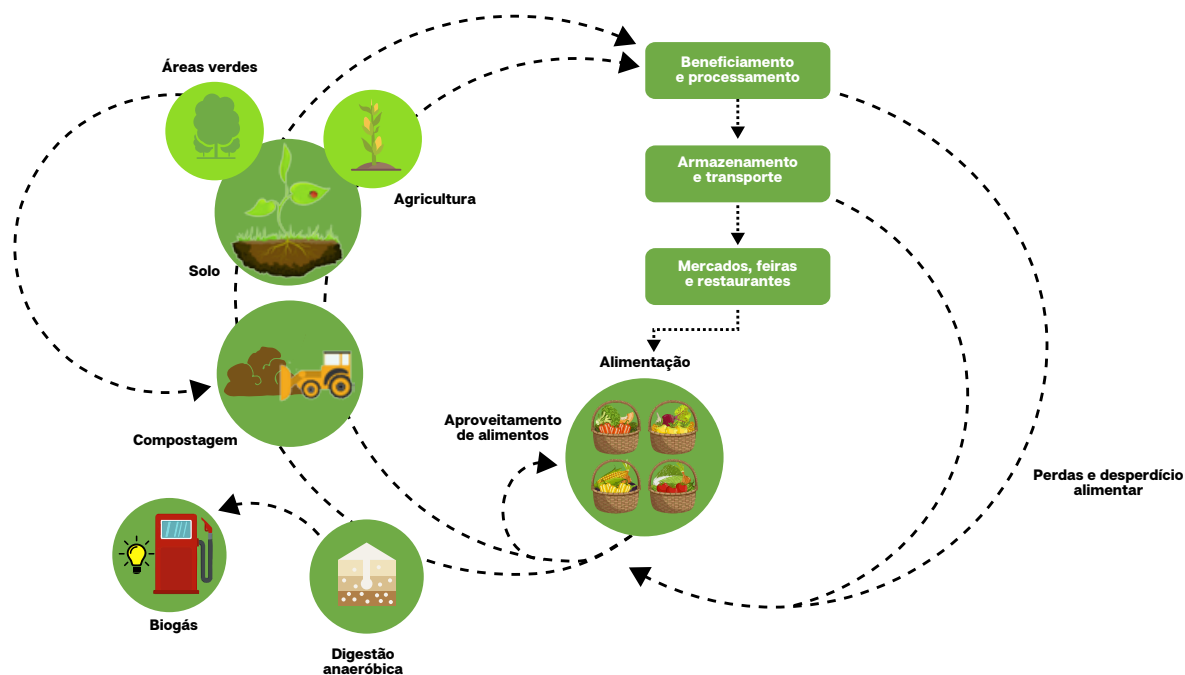 Áreas verdes
Agricultura
Solo
Compostagem
Biogás
Digestão
anaeróbica
Beneficiamento
e processamento
Armazenamento
e transporte
Mercados, feiras
e restaurantes
Alimentação
Aproveitamento
de alimentos
Perdas e desperdício
alimentar